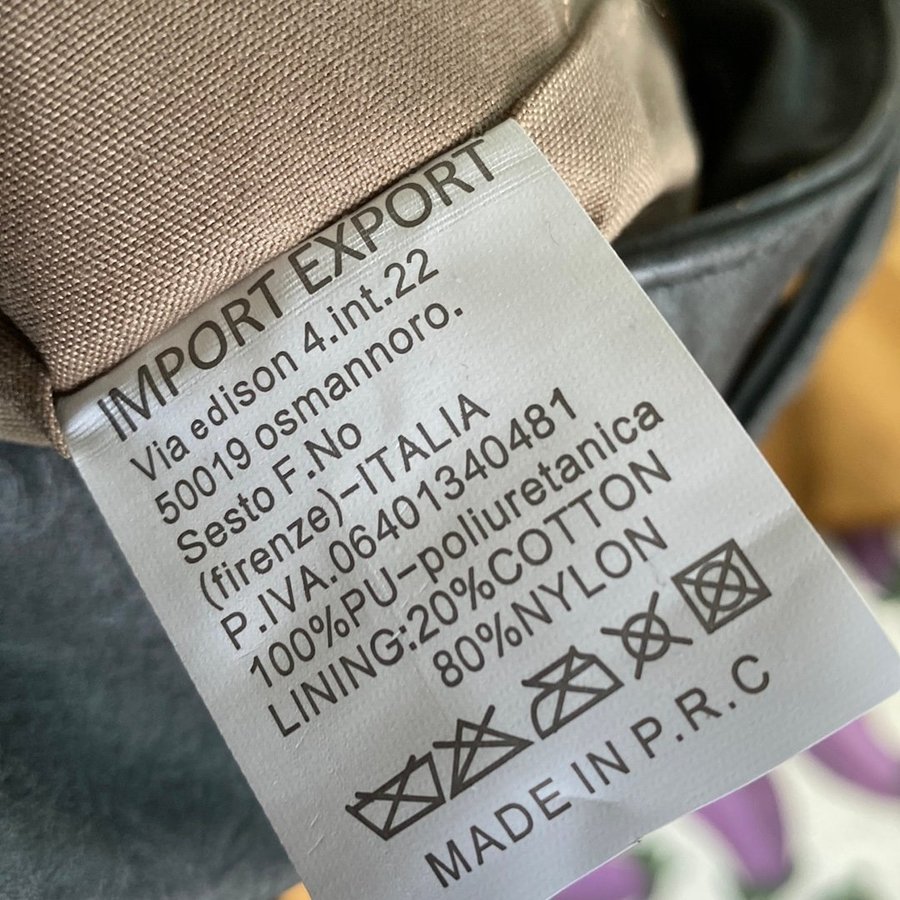 IMPORT EXPORT
Via edison 4.int.22
50019 osmannoro.
Sesto F.No
(firenze)-ITALIA
P.IVA.06401340481
100%PU-poliuretanica
LINING:20%COTTON
80%NYLON
MADE IN P.R.C